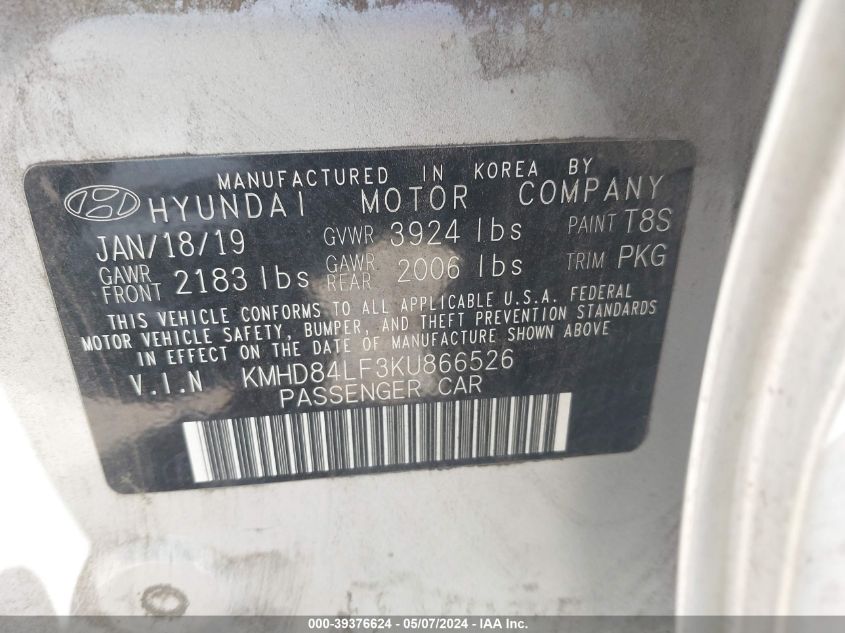 MANUFACTURED IN KOREA BY
HYUNDAI MOTOR COMPANY
JAN/18/19 GVWR 3924 lbs PAINT T8S
GAWR FRONT 2183 lbs GAWR REAR 2006 lbs TRIM PKG
THIS VEHICLE CONFORMS TO ALL APPLICABLE U.S.A. FEDERAL
MOTOR VEHICLE SAFETY, BUMPER, AND THEFT PREVENTION STANDARDS
IN EFFECT ON THE DATE OF MANUFACTURE SHOWN ABOVE
V.I.N KMHD84LF3KU866526
PASSENGER CAR
000-39376624 - 05/07/2024 - IAAI.COM